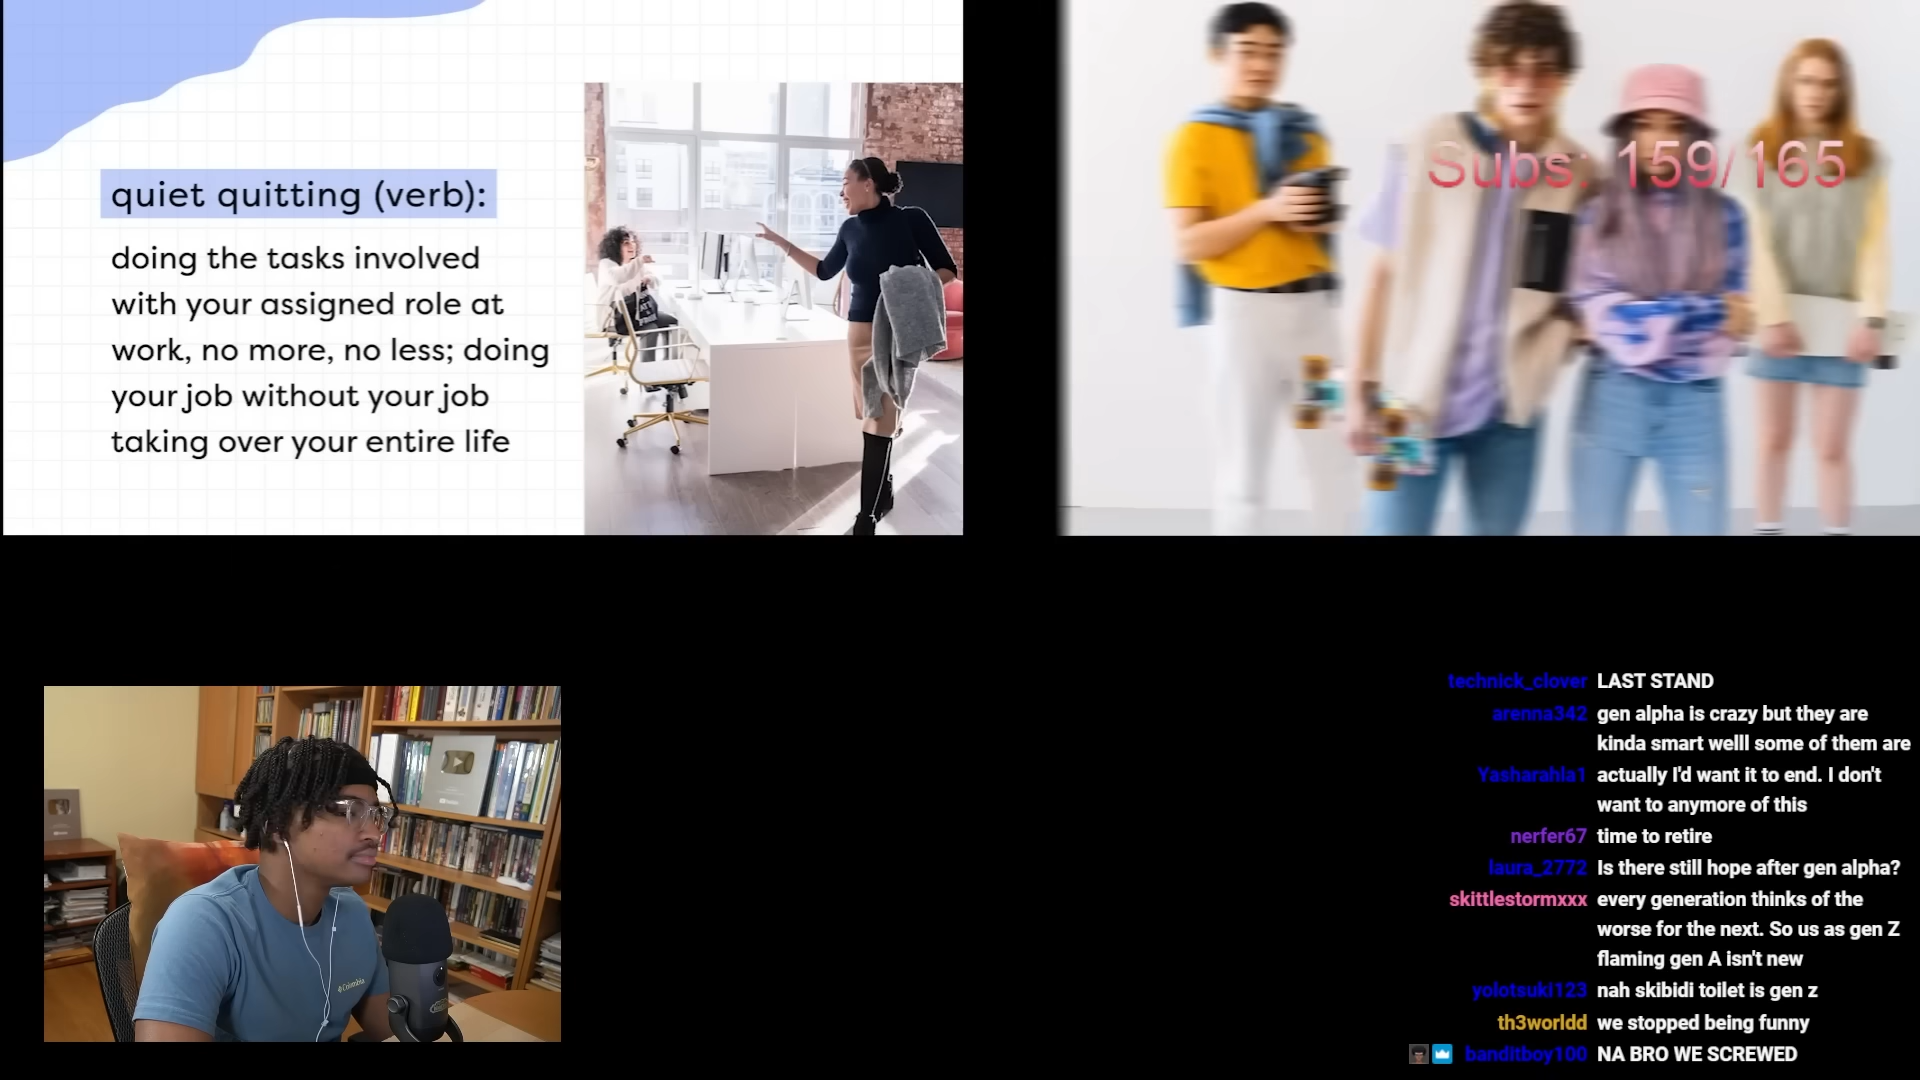 quiet quitting (verb):
doing the tasks involved
with your assigned role at
work, no more, no less; doing
your job without your job
taking over your entire life
Subs: 159/165
Columbia
technick_clover LAST STAND
arenna342 gen alpha is crazy but they are
kinda smart welll some of them are
Yasharahla1 actually I'd want it to end. I don't
want to anymore of this
nerfer67 time to retire
laura_2772 Is there still hope after gen alpha?
skittlestormxxx every generation thinks of the
worse for the next. So us as gen Z
flaming gen A isn't new
yolotsuki123 nah skibidi toilet is gen z
th3worldd we stopped being funny
banditboy100 NA BRO WE SCREWED